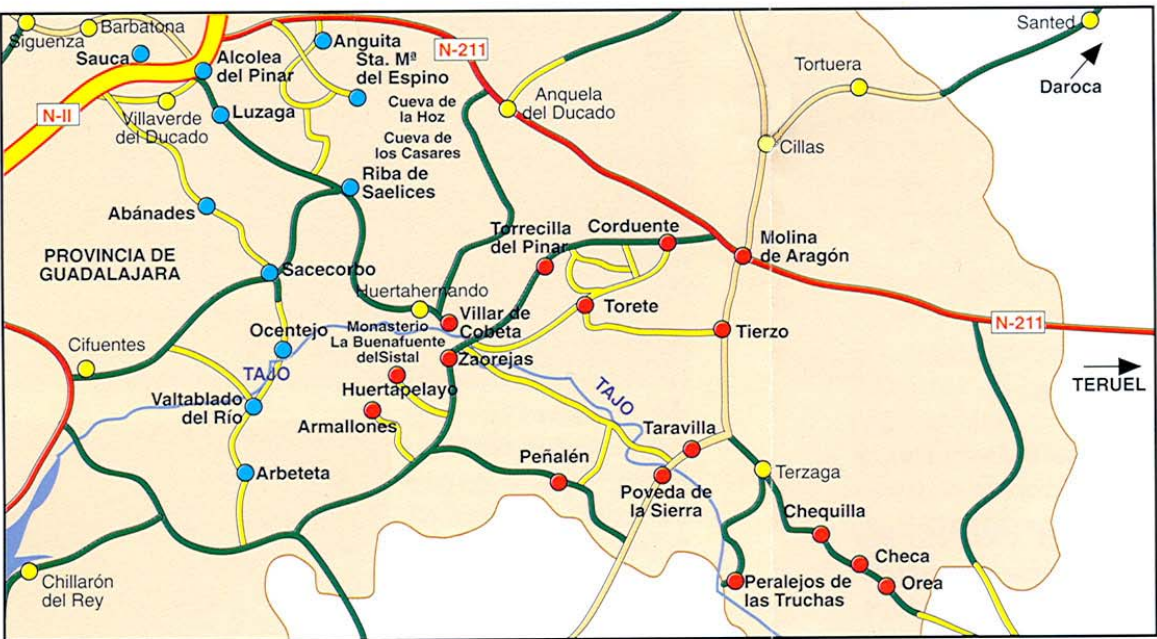 Sigüenza
Barbatona
Sauca
Alcolea
del Pinar
Anguita
Sta. Mª
del Espino
N-211
Santed
Daroca
Tortuera
N-II
Villaverde
del Ducado
Luzaga
Cueva de
la Hoz
Cueva de
los Casares
Anquela
del Ducado
Cillas
Riba de
Saelices
Abánades
PROVINCIA DE
GUADALAJARA
Torrecilla
del Pinar
Corduente
Molina
de Aragón
Sacecorbo
Huertahernando
Villar de
Cobeta
Torete
Tierzo
N-211
Ocentejo
Monasterio
La Buenafuente
delSistal
Zaorejas
Cifuentes
TAJO
TERUEL
Huertapelayo
TAJO
Valtablado
del Río
Armallones
Taravilla
Peñalén
Arbeteta
Poveda de
la Sierra
Terzaga
Chequilla
Checa
Orea
Peralejos de
las Truchas
Chillarón
del Rey